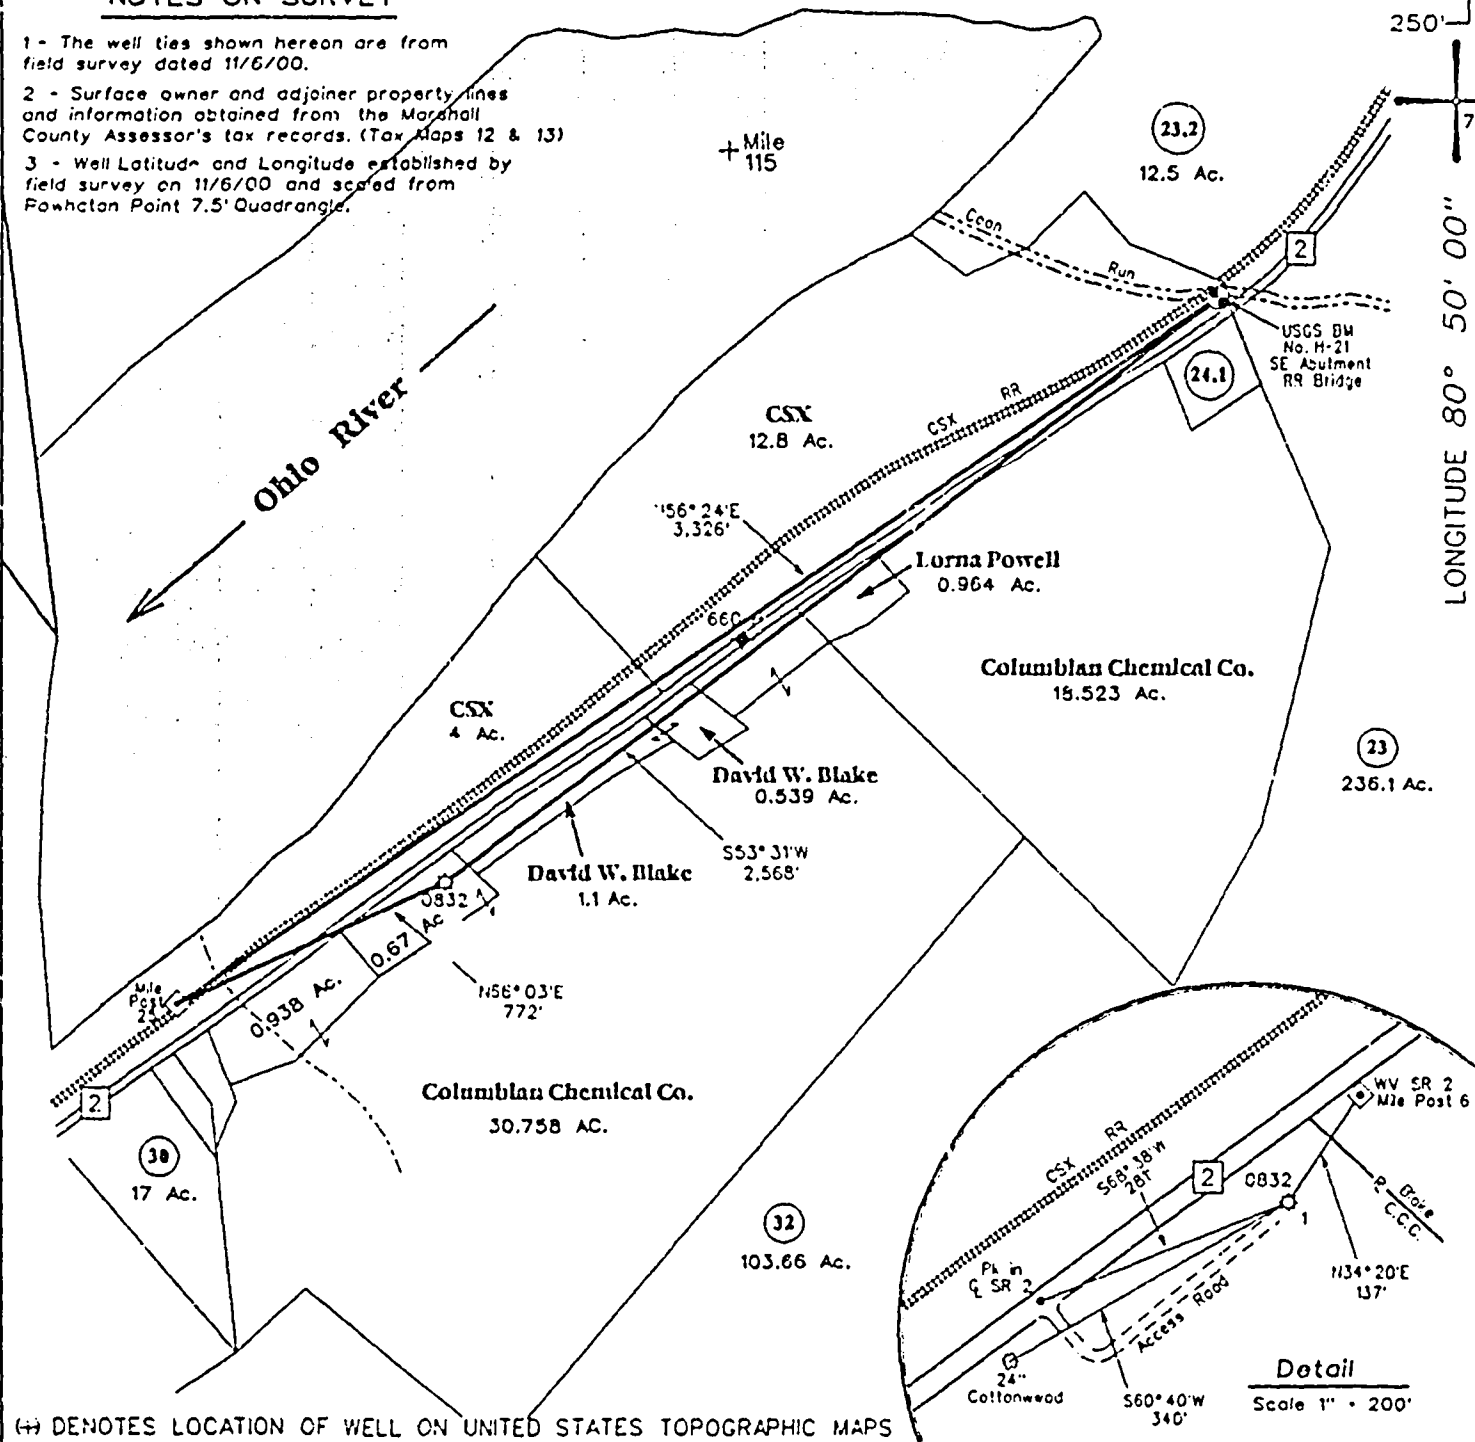 NOTES ON SURVEY
1 - The well ties shown hereon are from
field survey dated 11/6/00.
2 - Surface owner and adjoiner property lines
and information obtained from the Marshall
County Assessor's tax records. (Tax Maps 12 & 13)
3 - Well Latitude and Longitude established by
field survey on 11/6/00 and scaled from
Powhatan Point 7.5' Quadrangle.
250'
7
LONGITUDE 80° 50' 00"
Mile
115
23.2
12.5 Ac.
Coon
Run
2
USGS BM
No. H-21
SE Abutment
RR Bridge
24.1
Ohio River
CSX
12.8 Ac.
CSX RR
N56° 24'E
3,326'
Lorna Powell
0.964 Ac.
660
Columbian Chemical Co.
18.523 Ac.
CSX
4 Ac.
David W. Blake
0.539 Ac.
23
236.1 Ac.
S53° 31'W
2,568'
David W. Blake
1.1 Ac.
0832
0.67 Ac
N56° 03'E
772'
0.938 Ac.
Mile
Post
2
Columbian Chemical Co.
30.758 AC.
30
17 Ac.
32
103.66 Ac.
CSX RR
S68° 38'W
281'
2
WV SR 2
Mile Post 6
0832
1
Blake
C.C.C.
N34° 20'E
137'
Pk in
℄ SR 2
Access Road
24"
Cottonwood
S60° 40'W
340'
Detail
Scale 1" = 200'
(+) DENOTES LOCATION OF WELL ON UNITED STATES TOPOGRAPHIC MAPS